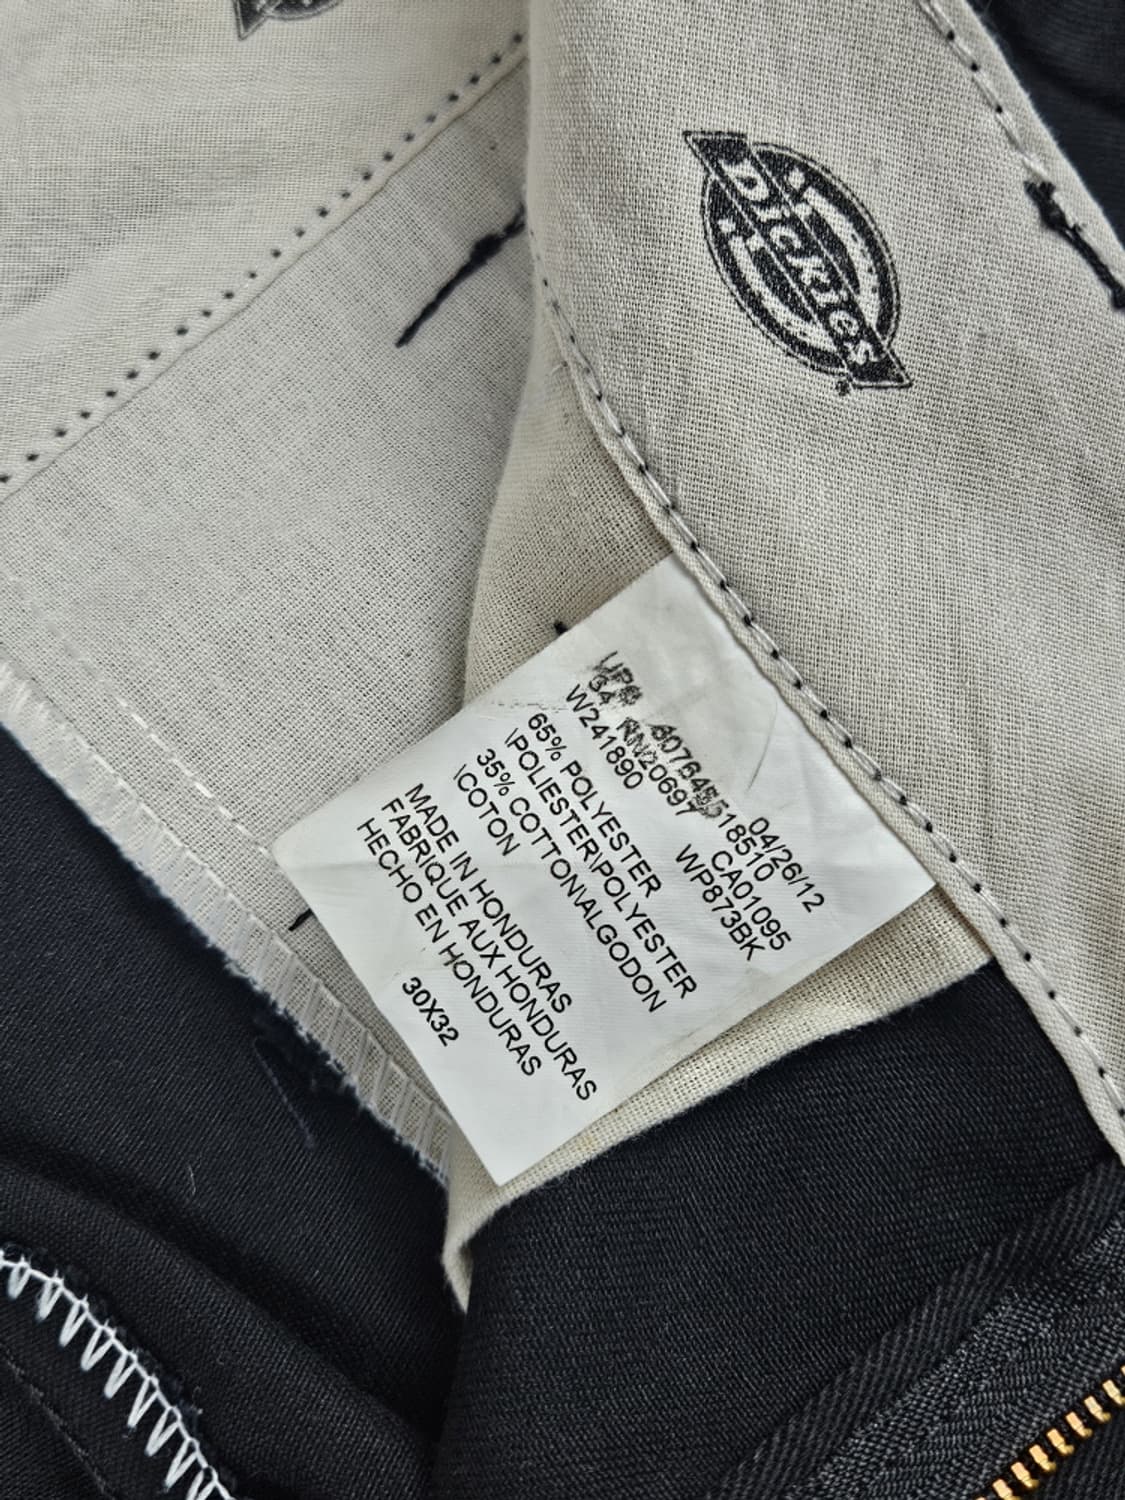 Dickies
04/26/12
RN20697 CA01095
W241890 WP873BK
65% POLYESTER
\POLIESTER\POLYESTER
35% COTTON\ALGODON
\COTON
MADE IN HONDURAS
FABRIQUE AUX HONDURAS
HECHO EN HONDURAS
30X32